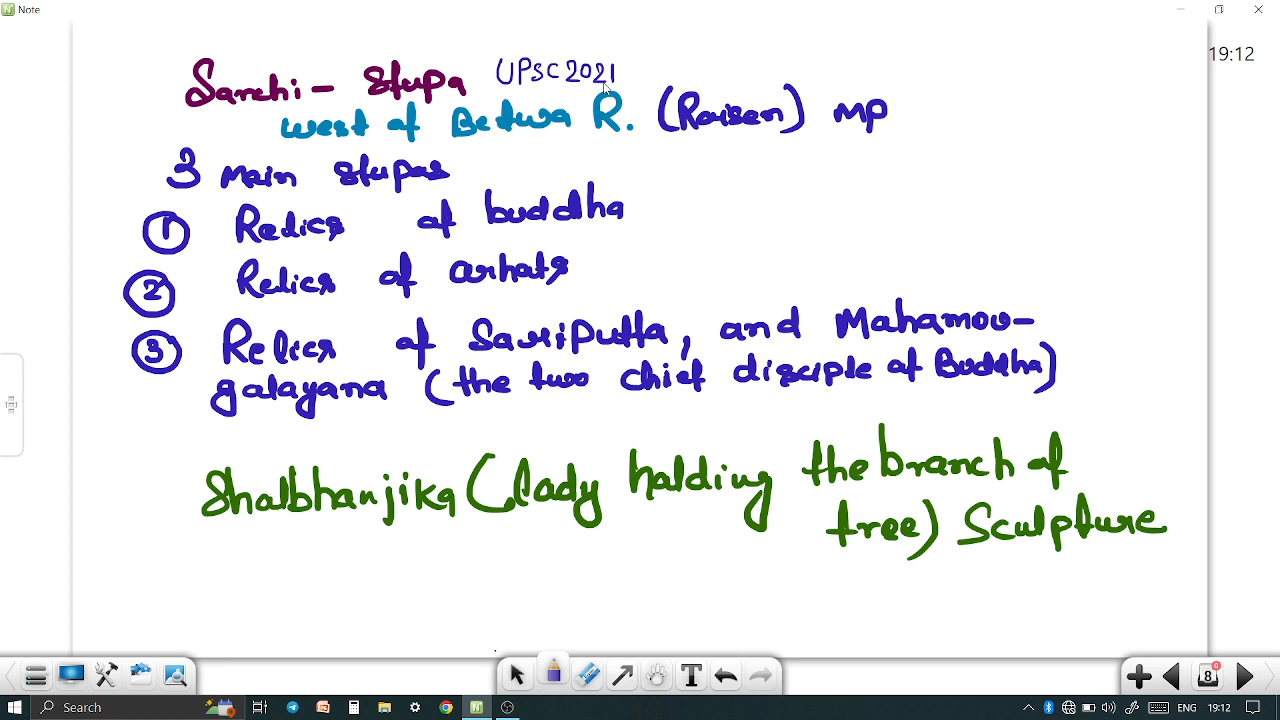 Note
19:12
Sanchi - Stupa UPSC 2021
west of Betwa R. (Raisen) MP
3 Main stupas
① Relics of buddha
② Relics of arhats
③ Relics of Sariputta, and Mahamou-
galayana (the two chief disciple of Buddha)
Shalbhanjika (lady holding the branch of
tree) Sculpture
8
0
Search
ENG 19:12